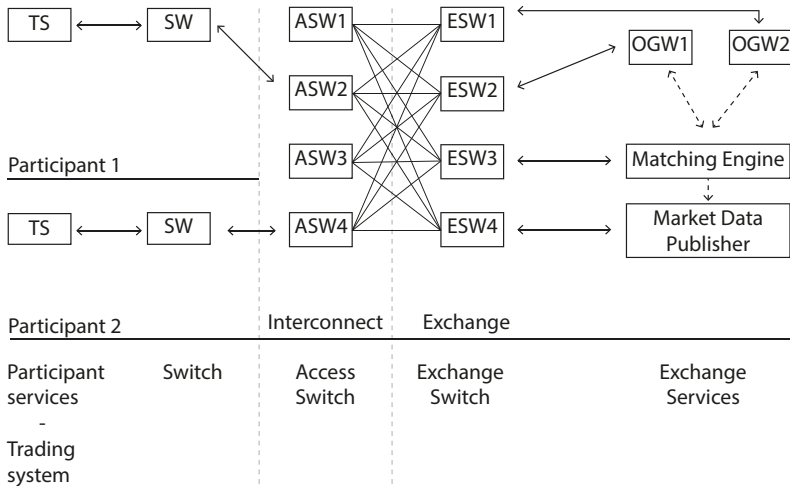 TS
SW
ASW1
ESW1
OGW1
OGW2
ASW2
ESW2
Participant 1
ASW3
ESW3
Matching Engine
TS
SW
ASW4
ESW4
Market Data
Publisher
Participant 2
Interconnect
Exchange
Participant
services
-
Trading
system
Switch
Access
Switch
Exchange
Switch
Exchange
Services